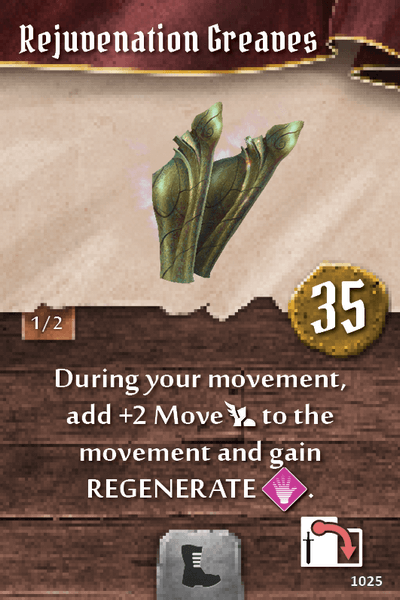 Rejuvenation Greaves
35
1/2
During your movement,
add +2 Move to the
movement and gain
REGENERATE .
1025